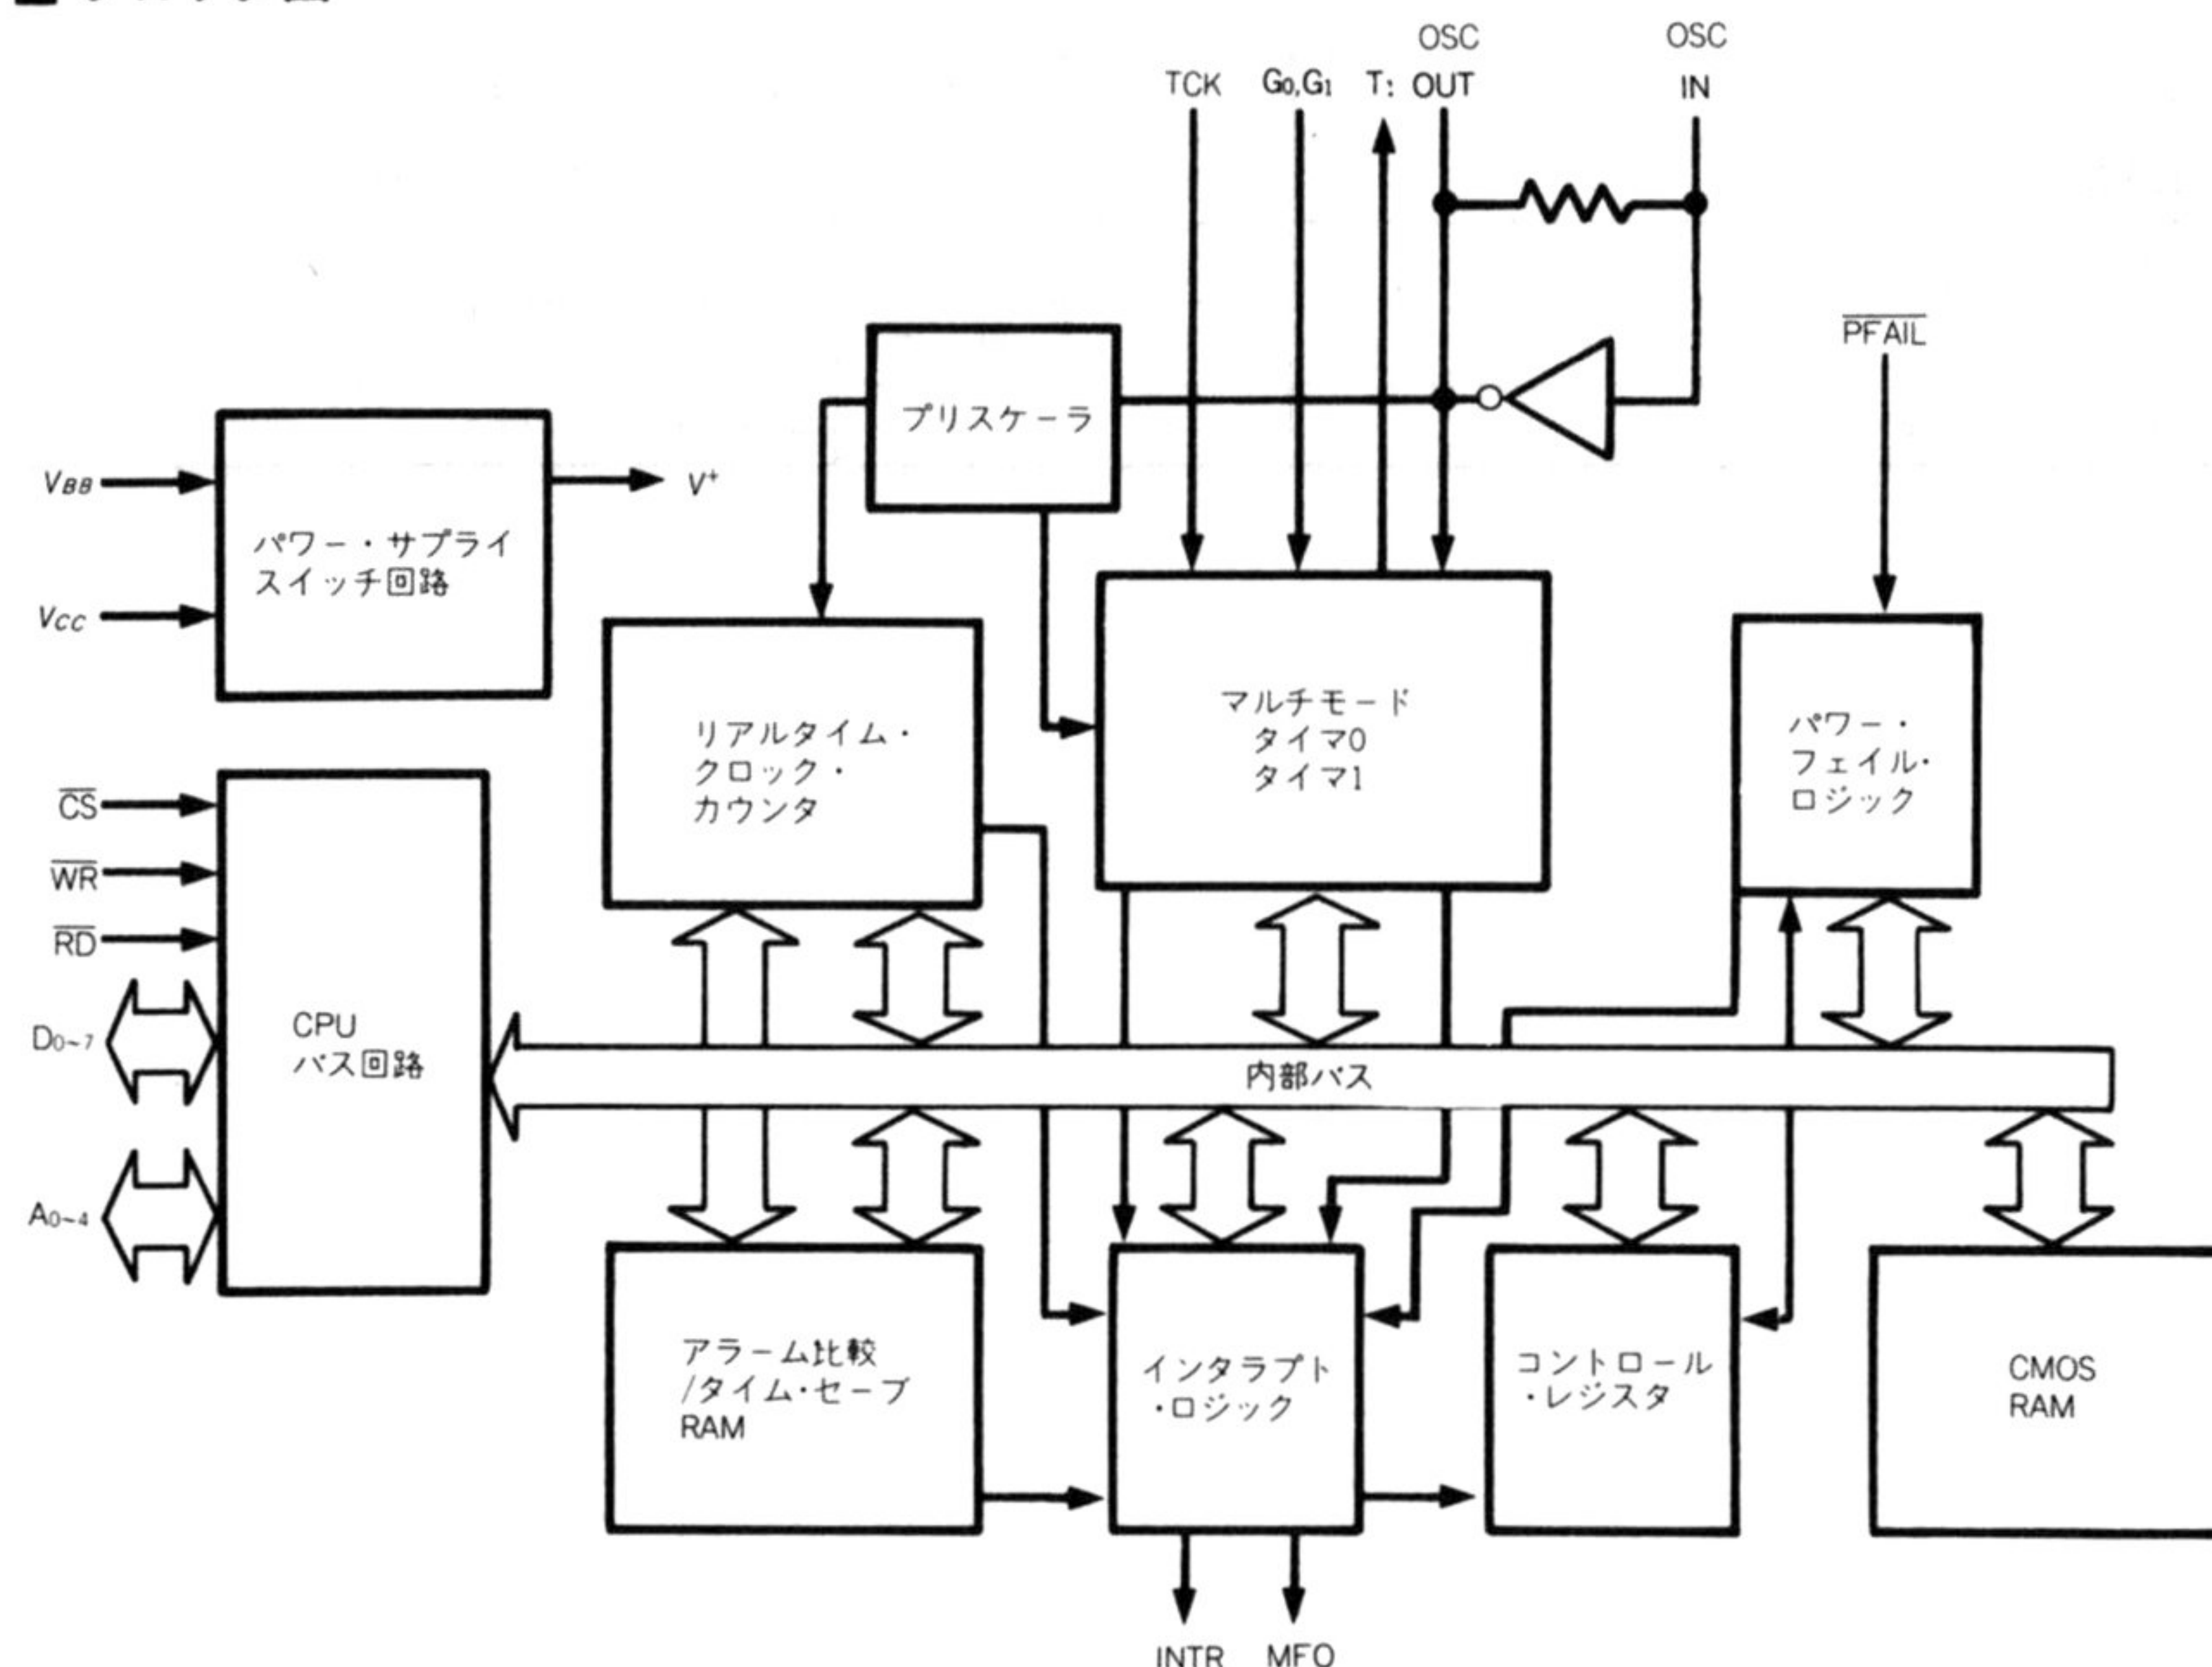 OSC
OSC
TCK
G0,G1
OUT
IN
PFAIL
プリスケーラ
VBB
V+
パワー・サプライ
スイッチ回路
VCC
リアルタイム・
クロック・
カウンタ
マルチモード
タイマ0
タイマ1
パワー・
フェイル・
ロジック
CS
WR
RD
D0~7
CPU
バス回路
A0~4
内部バス
アラーム比較
/タイム・セーブ
RAM
インタラプト
・ロジック
コントロール
・レジスタ
CMOS
RAM
INTR
MFO